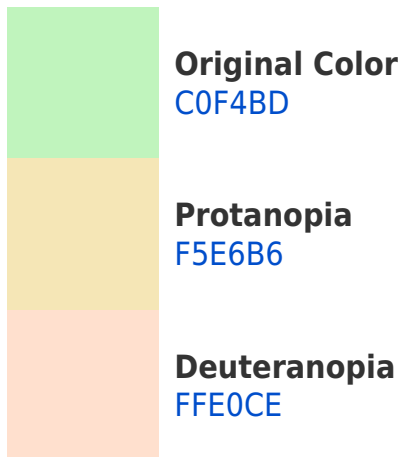 Original Color
C0F4BD
Protanopia
F5E6B6
Deuteranopia
FFE0CE